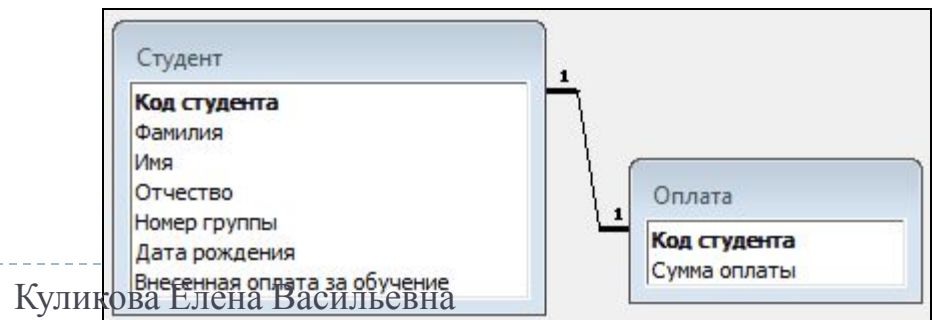 Студент
Код студента
Фамилия
Имя
Отчество
Номер группы
Дата рождения
Внесенная оплата за обучение
1
1
Оплата
Код студента
Сумма оплаты
Куликова Елена Васильевна